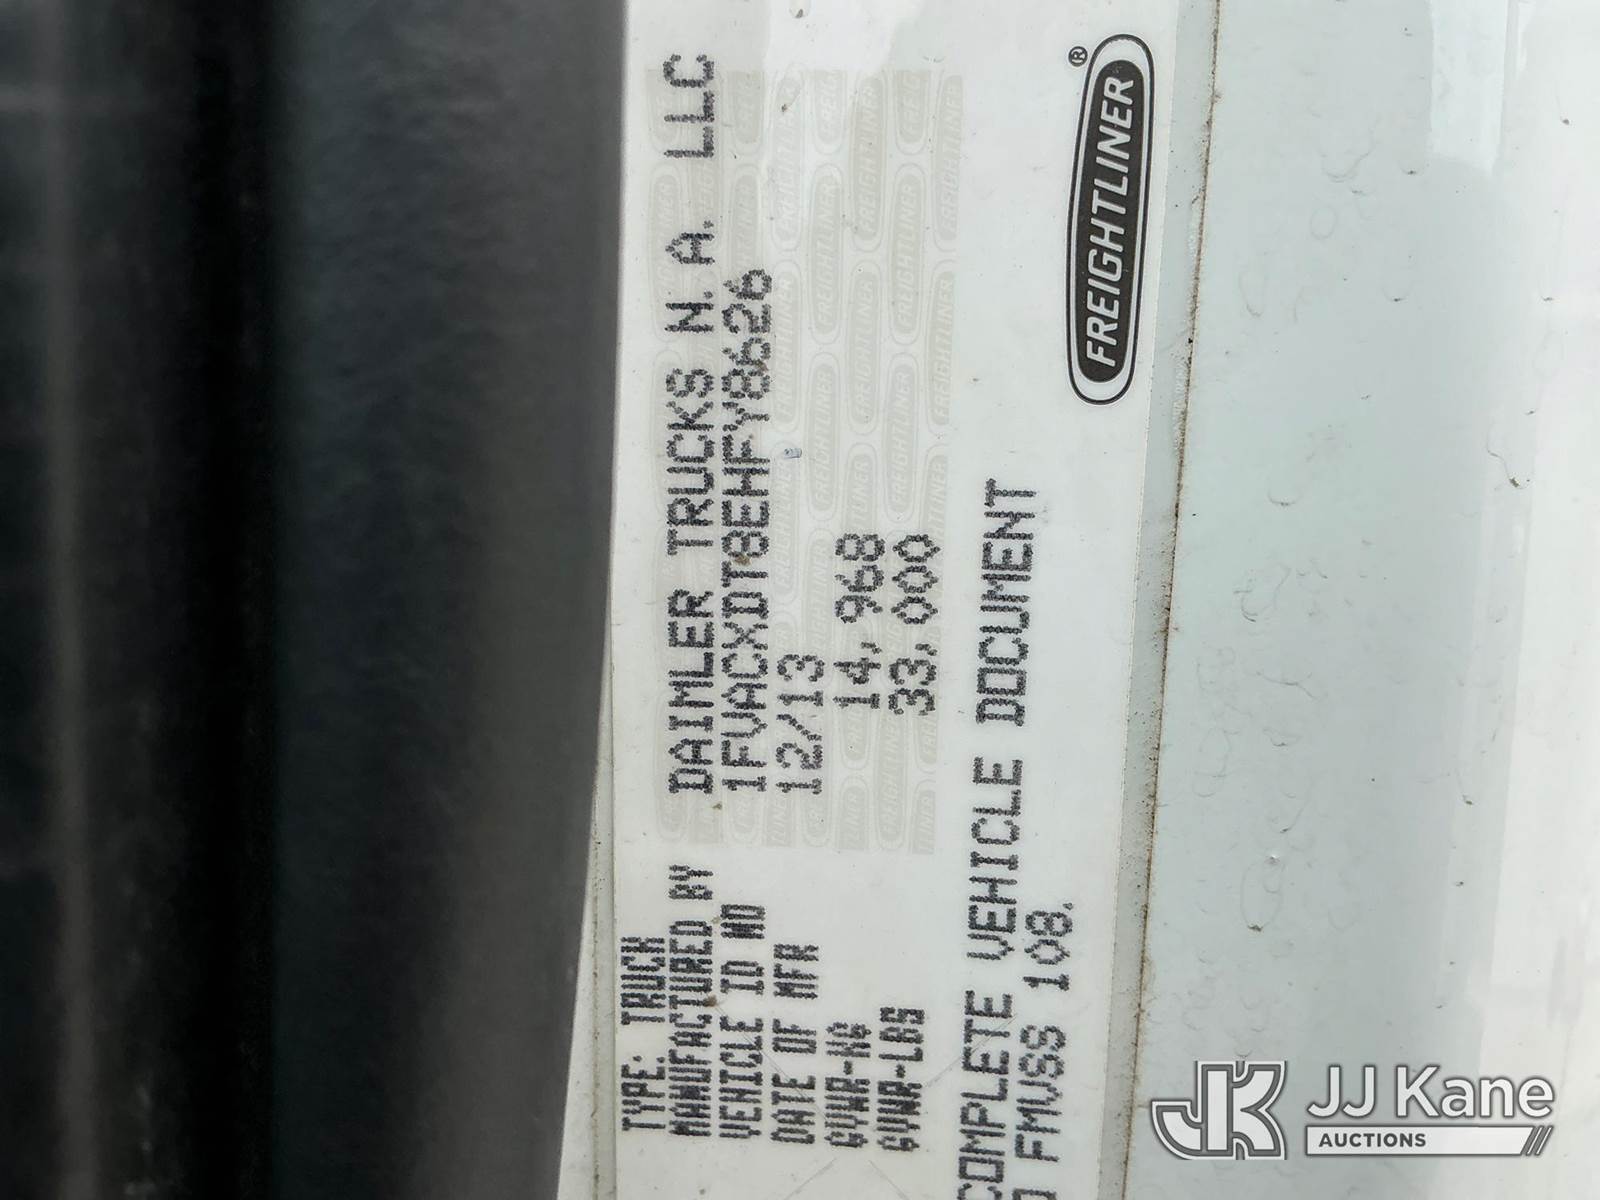 TYPE: TRUCK
MANUFACTURED BY DAIMLER TRUCKS N.A. LLC
VEHICLE ID NO 1FVACXDT8EHFY8626
DATE OF MFR 12/13
GVWR-KG 14,968
GVWR-LBS 33,000
COMPLETE VEHICLE DOCUMENT
FMVSS 108.
FREIGHTLINER®
JK JJ Kane
AUCTIONS